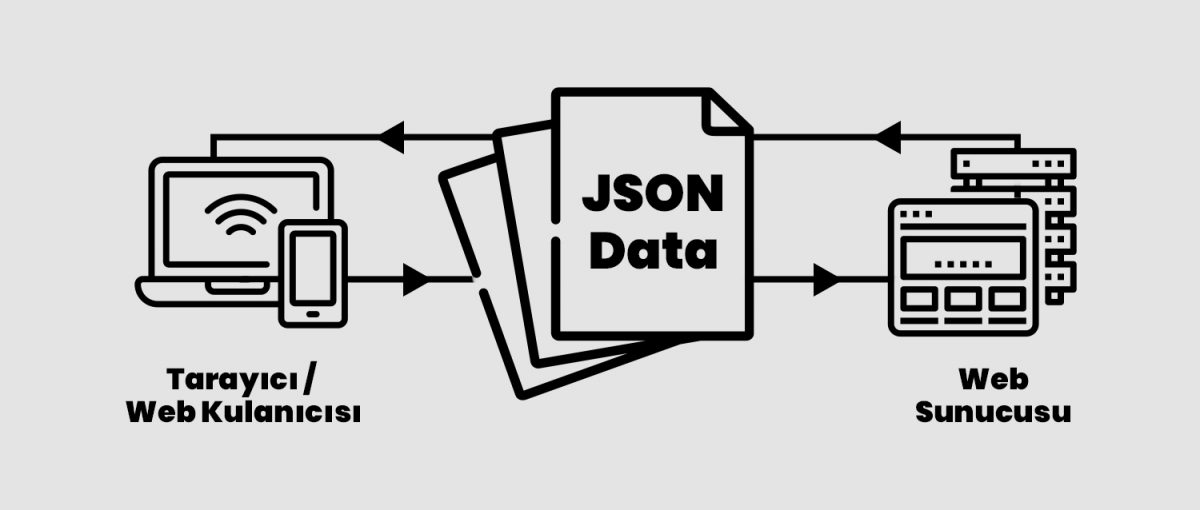 JSON
Data
Tarayıcı /
Web Kulanıcısı
Web
Sunucusu